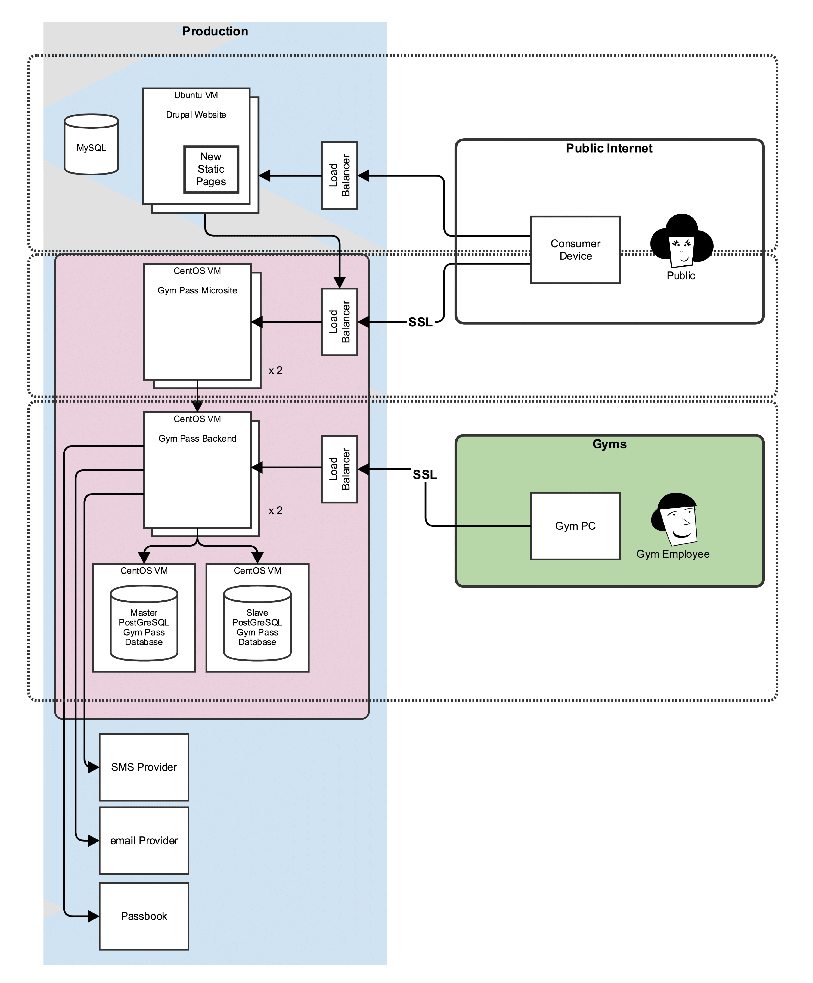 Production
Ubuntu VM
Drupal Website
MySQL
New
Static
Pages
Load
Balancer
Public Internet
Consumer
Device
Public
CentOS VM
Gym Pass Microsite
Load
Balancer
SSL
x 2
CentOS VM
Gym Pass Backend
Load
Balancer
SSL
x 2
Gyms
Gym PC
Gym Employee
CentOS VM
Master
PostGreSQL
Gym Pass
Database
CentOS VM
Slave
PostGreSQL
Gym Pass
Database
SMS Provider
email Provider
Passbook